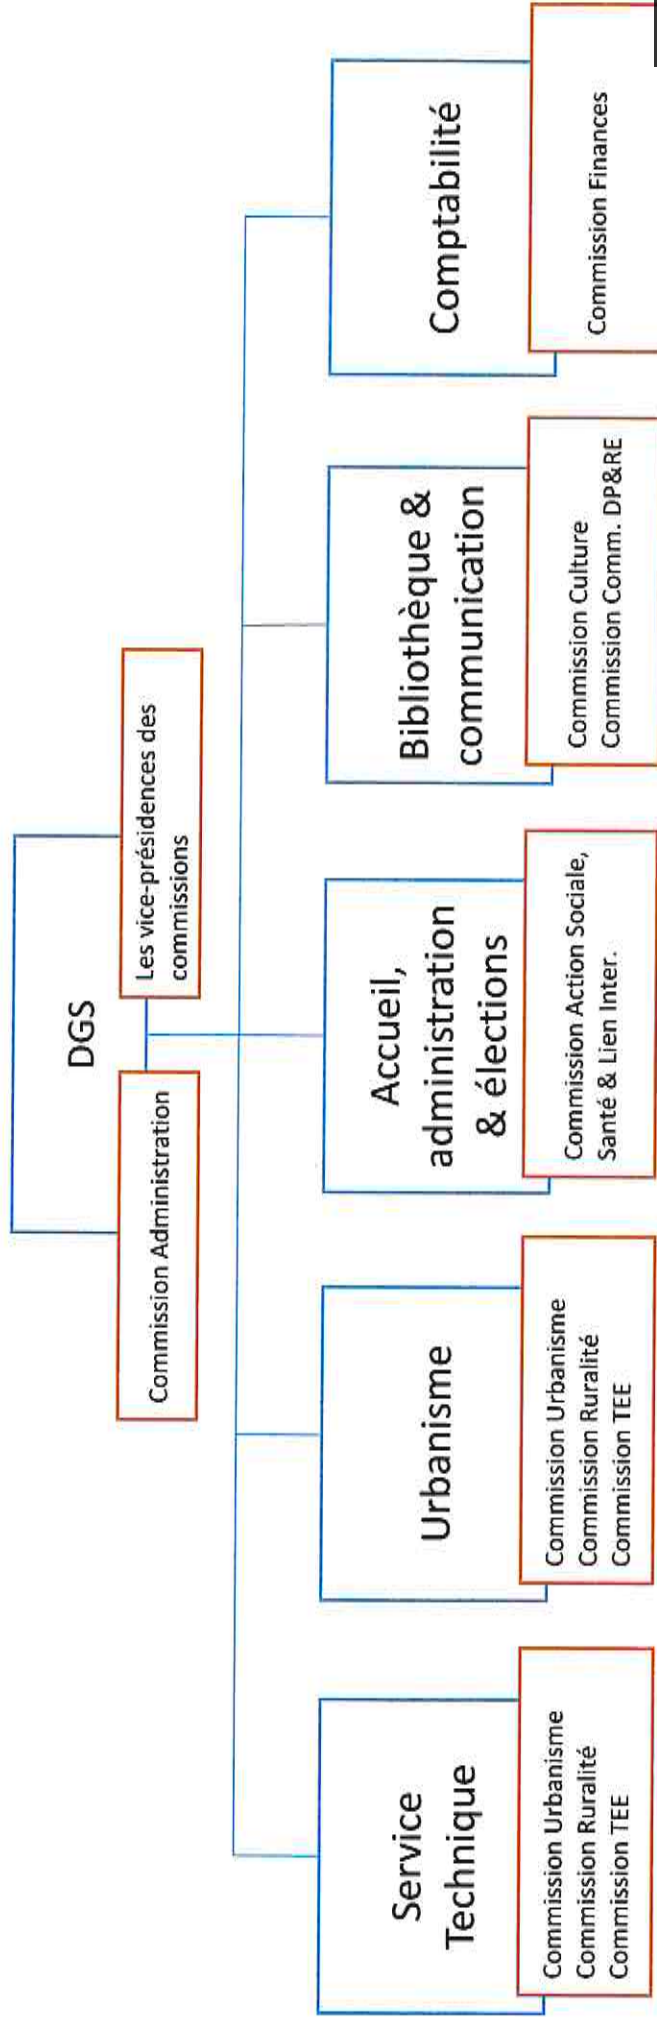 DGS
Commission Administration
Les vice-présidences des
commissions
Service
Technique
Commission Urbanisme
Commission Ruralité
Commission TEE
Urbanisme
Commission Urbanisme
Commission Ruralité
Commission TEE
Accueil,
administration
& élections
Commission Action Sociale,
Santé & Lien Inter.
Bibliothèque &
communication
Commission Culture
Commission Comm. DP&RE
Comptabilité
Commission Finances